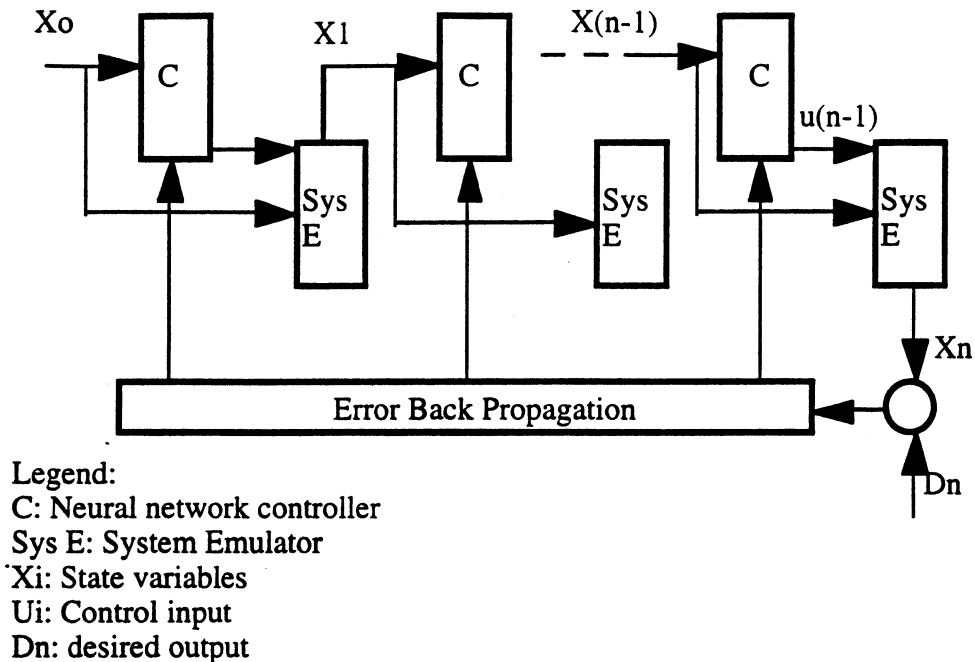 Xo
X1
X(n-1)
C
C
C
u(n-1)
Sys
E
Sys
E
Sys
E
Xn
Error Back Propagation
Dn
Legend:
C: Neural network controller
Sys E: System Emulator
Xi: State variables
Ui: Control input
Dn: desired output